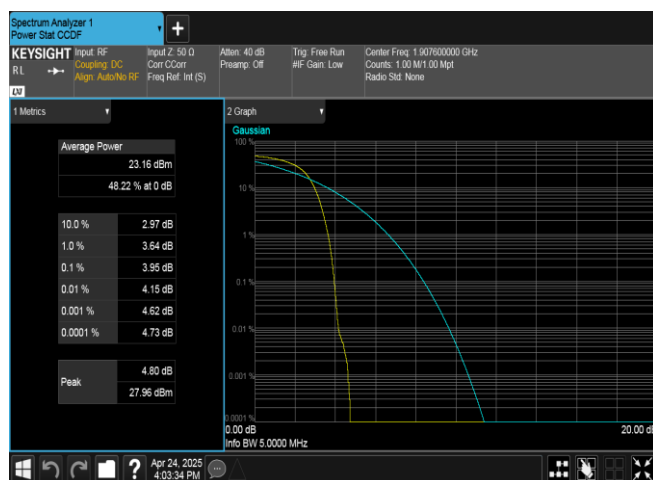 Spectrum Analyzer 1
Power Stat CCDF
+
KEYSIGHT
RL
LXI
Input: RF
Coupling: DC
Align: Auto/No RF
Input Z: 50 Ω
Corr CCorr
Freq Ref: Int (S)
Atten: 40 dB
Preamp: Off
Trig: Free Run
#IF Gain: Low
Center Freq: 1.907600000 GHz
Counts: 1.00 M/1.00 Mpt
Radio Std: None
1 Metrics
Average Power
23.16 dBm
48.22 % at 0 dB
10.0 % 2.97 dB
1.0 % 3.64 dB
0.1 % 3.95 dB
0.01 % 4.15 dB
0.001 % 4.62 dB
0.0001 % 4.73 dB
Peak
4.80 dB
27.96 dBm
2 Graph
Gaussian
100 %
10 %
1 %
0.1 %
0.01 %
0.001 %
0.0001 %
0.00 dB
20.00 dB
Info BW 5.0000 MHz
?
Apr 24, 2025
4:03:34 PM